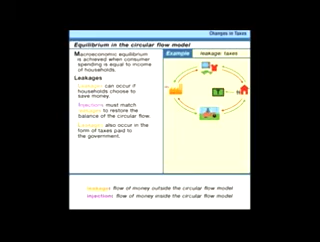 Changes in Taxes
Equilibrium in the circular flow model
Macroeconomic equilibrium
is achieved when consumer
spending is equal to income
of households.
Leakages
can occur if
households choose to
save money.
Injections must match
leakages to restore the
balance of the circular flow.
Leakages also occur in the
form of taxes paid to
the government.
Example
leakage: taxes
leakage: flow of money outside the circular flow model
injection: flow of money inside the circular flow model